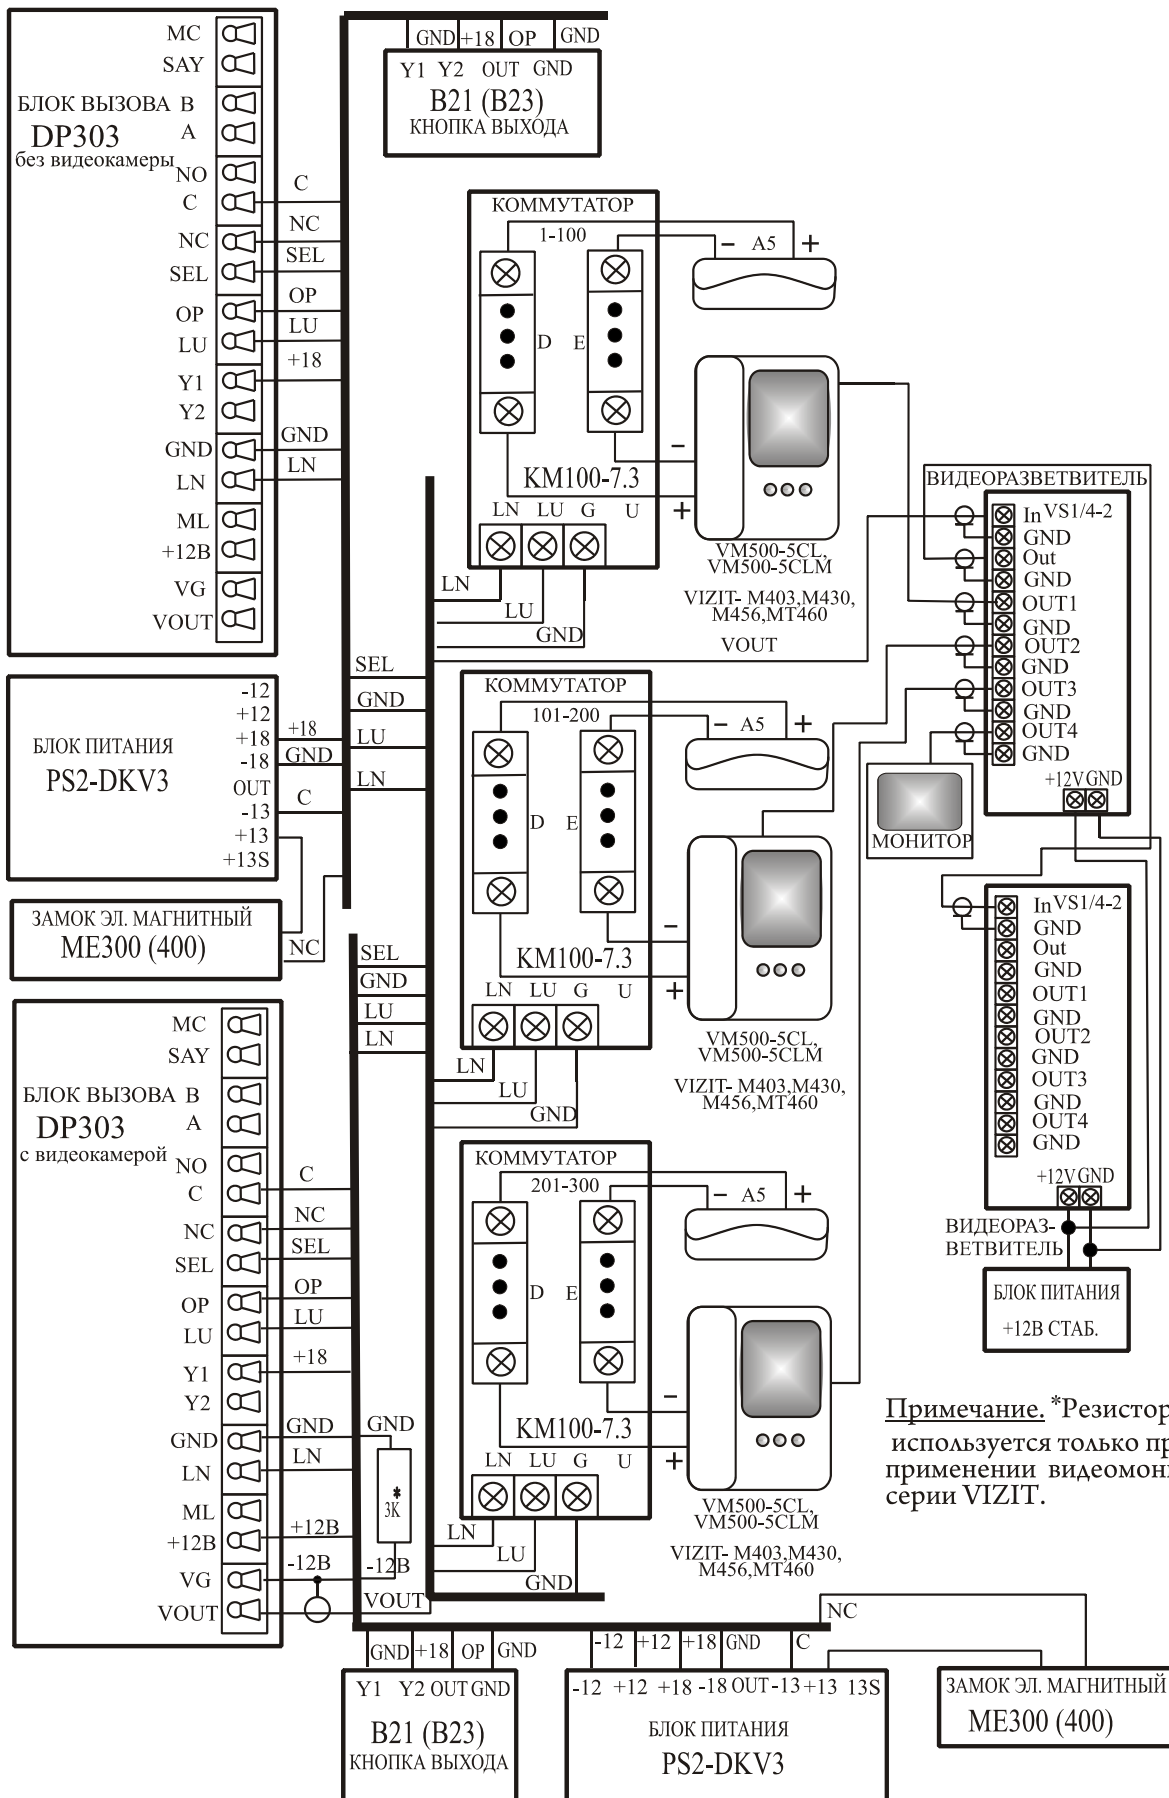 MC
SAY
БЛОК ВЫЗОВА B
DP303
A
без видеокамеры
NO
C
NC
SEL
OP
LU
Y1
Y2
GND
LN
ML
+12B
VG
VOUT
C
NC
SEL
OP
LU
+18
GND
LN
GND +18 OP GND
Y1 Y2 OUT GND
B21 (B23)
КНОПКА ВЫХОДА
КОММУТАТОР
1-100
D E
KM100-7.3
LN LU G U
LN
LU
GND
- A5 +
-
+
VM500-5CL,
VM500-5CLM
VIZIT- M403,M430,
M456,MT460
VOUT
ВИДЕОРАЗВЕТВИТЕЛЬ
In VS1/4-2
GND
Out
GND
OUT1
GND
OUT2
GND
OUT3
GND
OUT4
GND
+12V GND
МОНИТОР
-12
+12
+18
-18
OUT
-13
+13
+13S
БЛОК ПИТАНИЯ
PS2-DKV3
+18
GND
C
SEL
GND
LU
LN
ЗАМОК ЭЛ. МАГНИТНЫЙ
ME300 (400)
NC
КОММУТАТОР
101-200
D E
KM100-7.3
LN LU G U
LN
LU
GND
- A5 +
-
+
VM500-5CL,
VM500-5CLM
VIZIT- M403,M430,
M456,MT460
In VS1/4-2
GND
Out
GND
OUT1
GND
OUT2
GND
OUT3
GND
OUT4
GND
+12V GND
ВИДЕОРАЗ-
ВЕТВИТЕЛЬ
БЛОК ПИТАНИЯ
+12В СТАБ.
SEL
GND
LU
LN
MC
SAY
БЛОК ВЫЗОВА B
DP303
A
с видеокамерой
NO
C
NC
SEL
OP
LU
Y1
Y2
GND
LN
ML
+12B
VG
VOUT
C
NC
SEL
OP
LU
+18
GND
LN
+12B
-12B
GND
*
3K
-12B
VOUT
КОММУТАТОР
201-300
D E
KM100-7.3
LN LU G U
LN
LU
GND
- A5 +
-
+
VM500-5CL,
VM500-5CLM
VIZIT- M403,M430,
M456,MT460
Примечание. *Резистор
используется только
применении
серии VIZIT.
NC
GND +18 OP GND
Y1 Y2 OUT GND
B21 (B23)
КНОПКА ВЫХОДА
-12 +12 +18 GND C
-12 +12 +18 -18 OUT -13 +13 13S
БЛОК ПИТАНИЯ
PS2-DKV3
ЗАМОК ЭЛ. МАГНИТНЫЙ
ME300 (400)